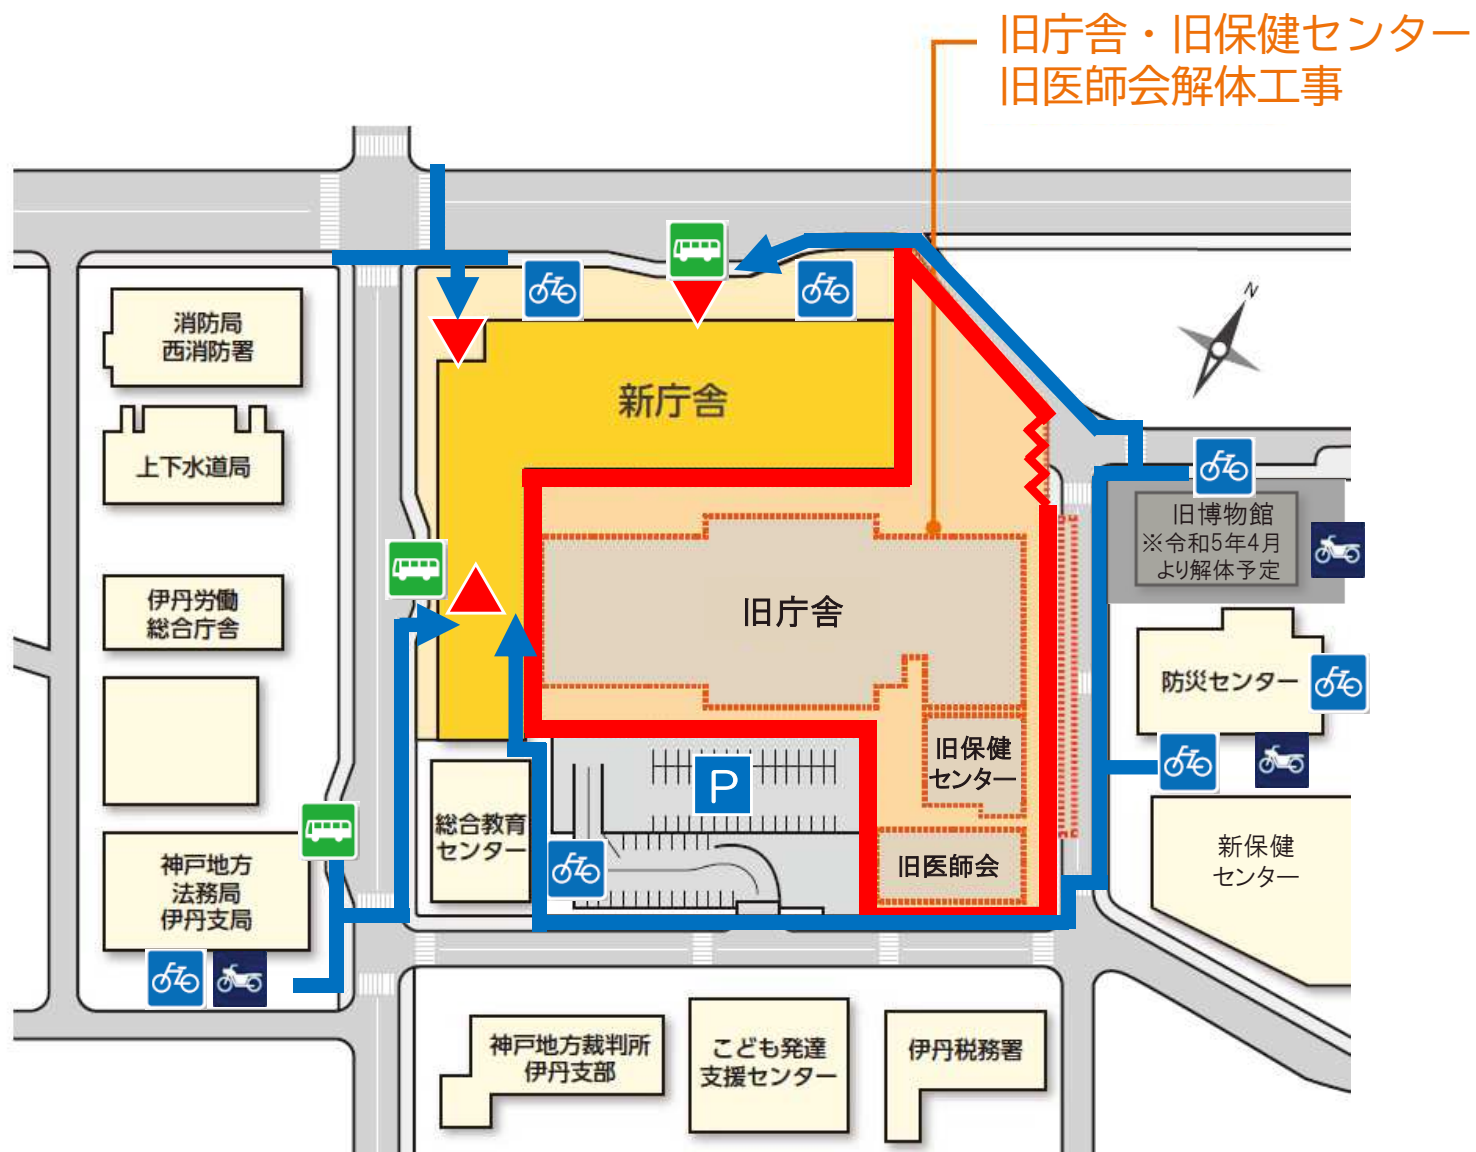 旧庁舎・旧保健センター
旧医師会解体工事
N
消防局
西消防署
新庁舎
上下水道局
旧博物館
※令和5年4月
より解体予定
伊丹労働
総合庁舎
旧庁舎
防災センター
旧保健
センター
P
総合教育
センター
旧医師会
新保健
センター
神戸地方
法務局
伊丹支局
神戸地方裁判所
伊丹支部
こども発達
支援センター
伊丹税務署